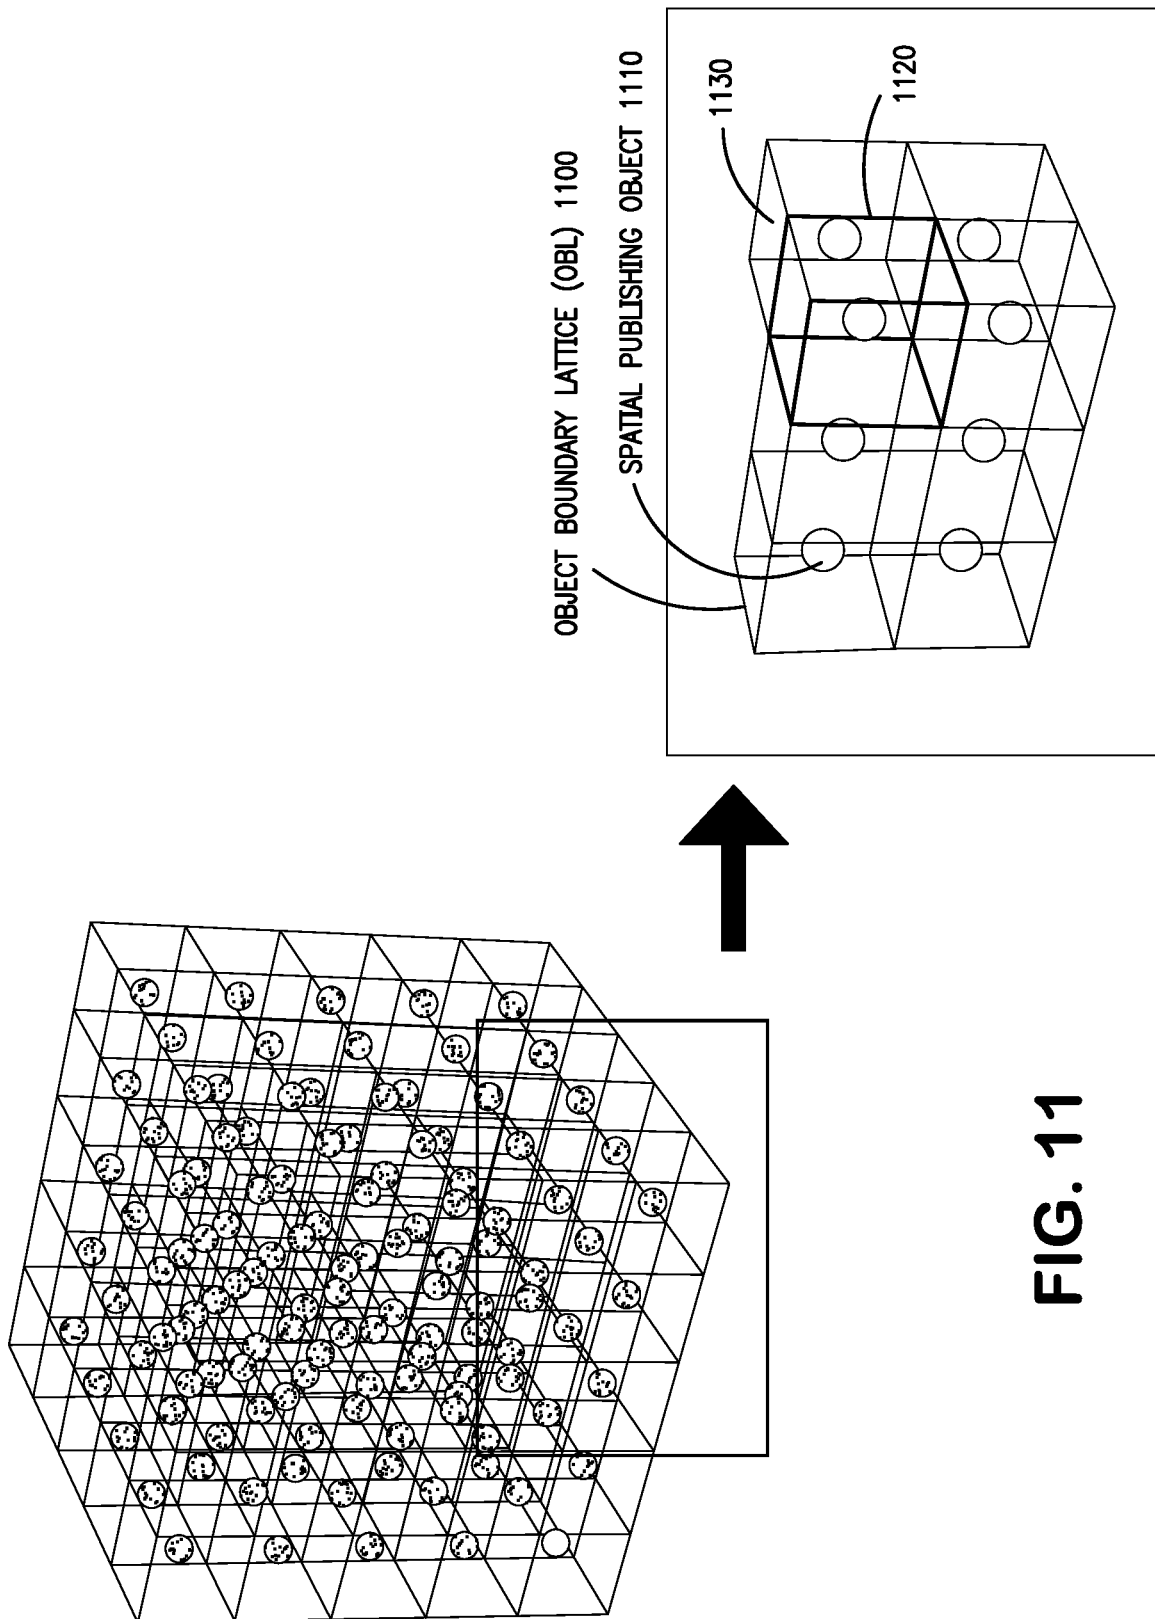 OBJECT BOUNDARY LATTICE (OBL) 1100
SPATIAL PUBLISHING OBJECT 1110
1130
1120
FIG. 11